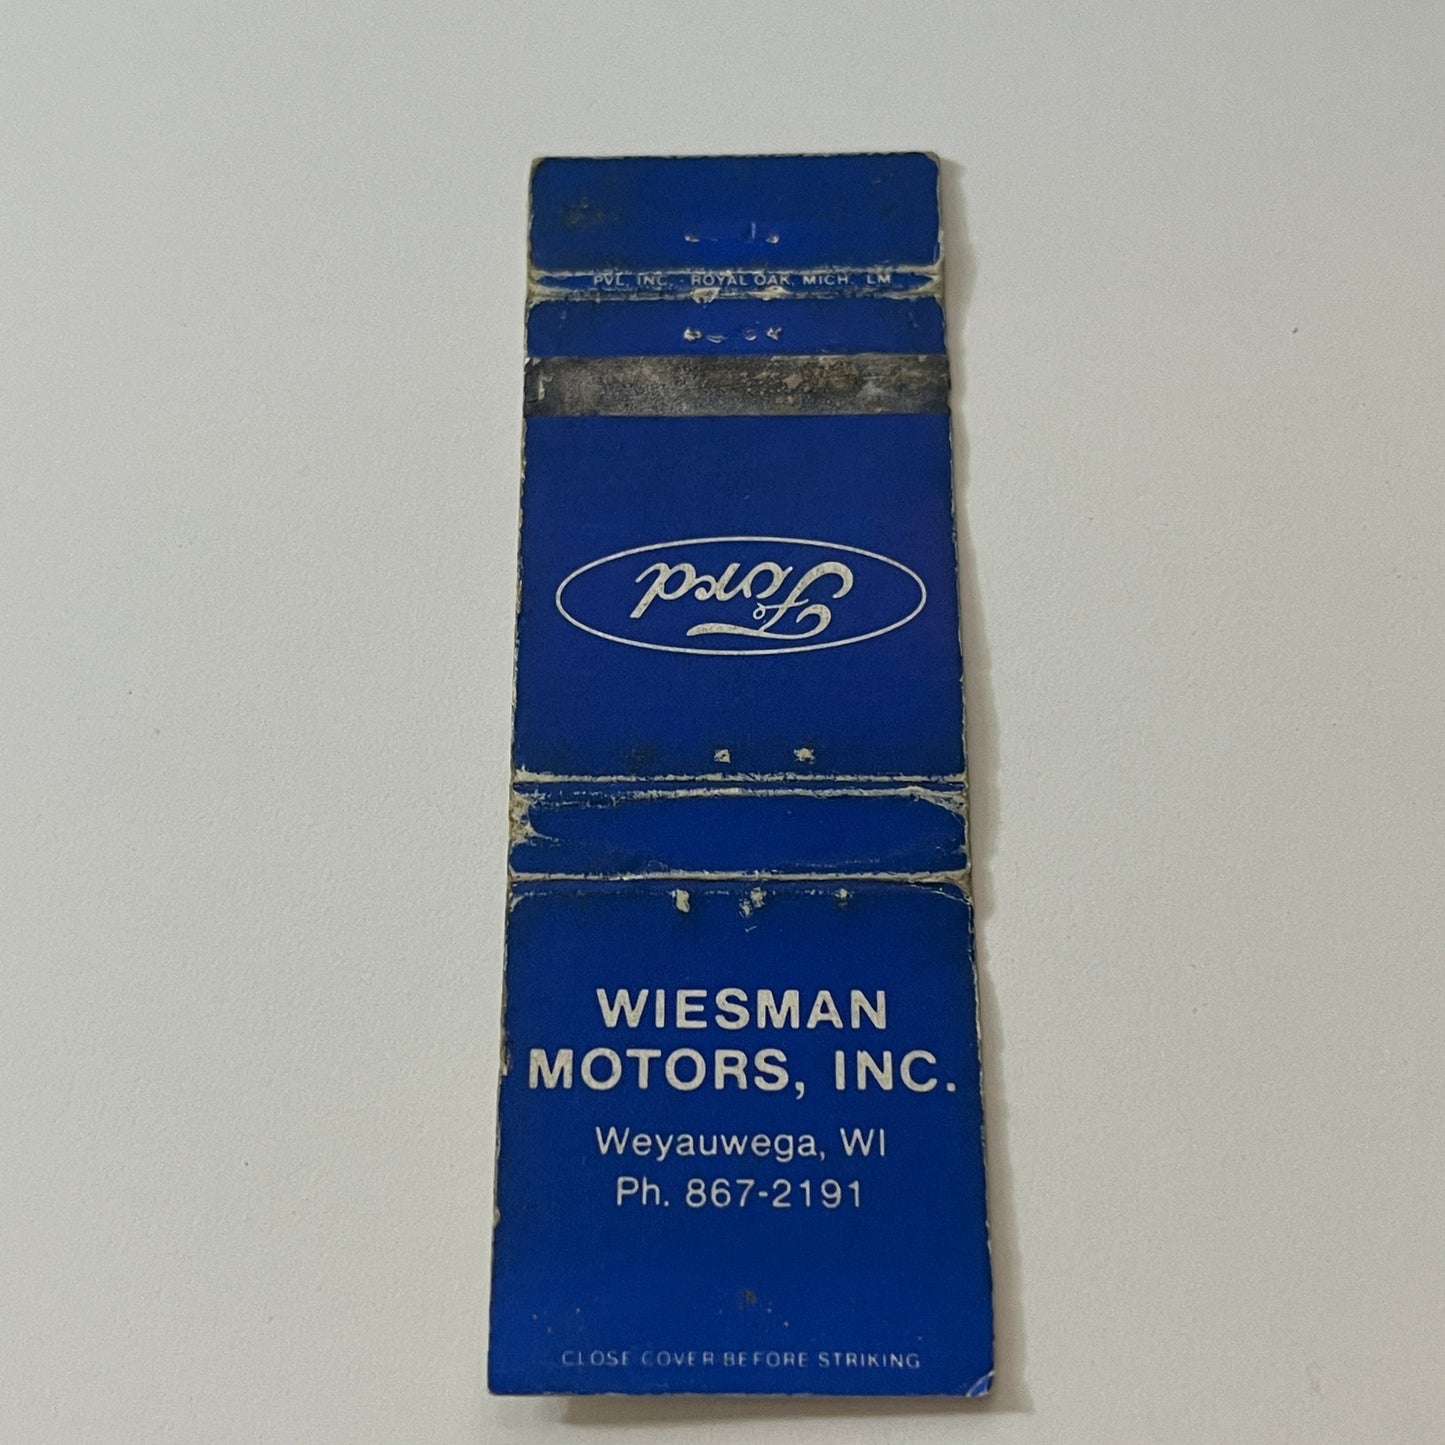 PVL, INC. - ROYAL OAK, MICH. LM
Ford
WIESMAN
MOTORS, INC.
Weyauwega, WI
Ph. 867-2191
CLOSE COVER BEFORE STRIKING